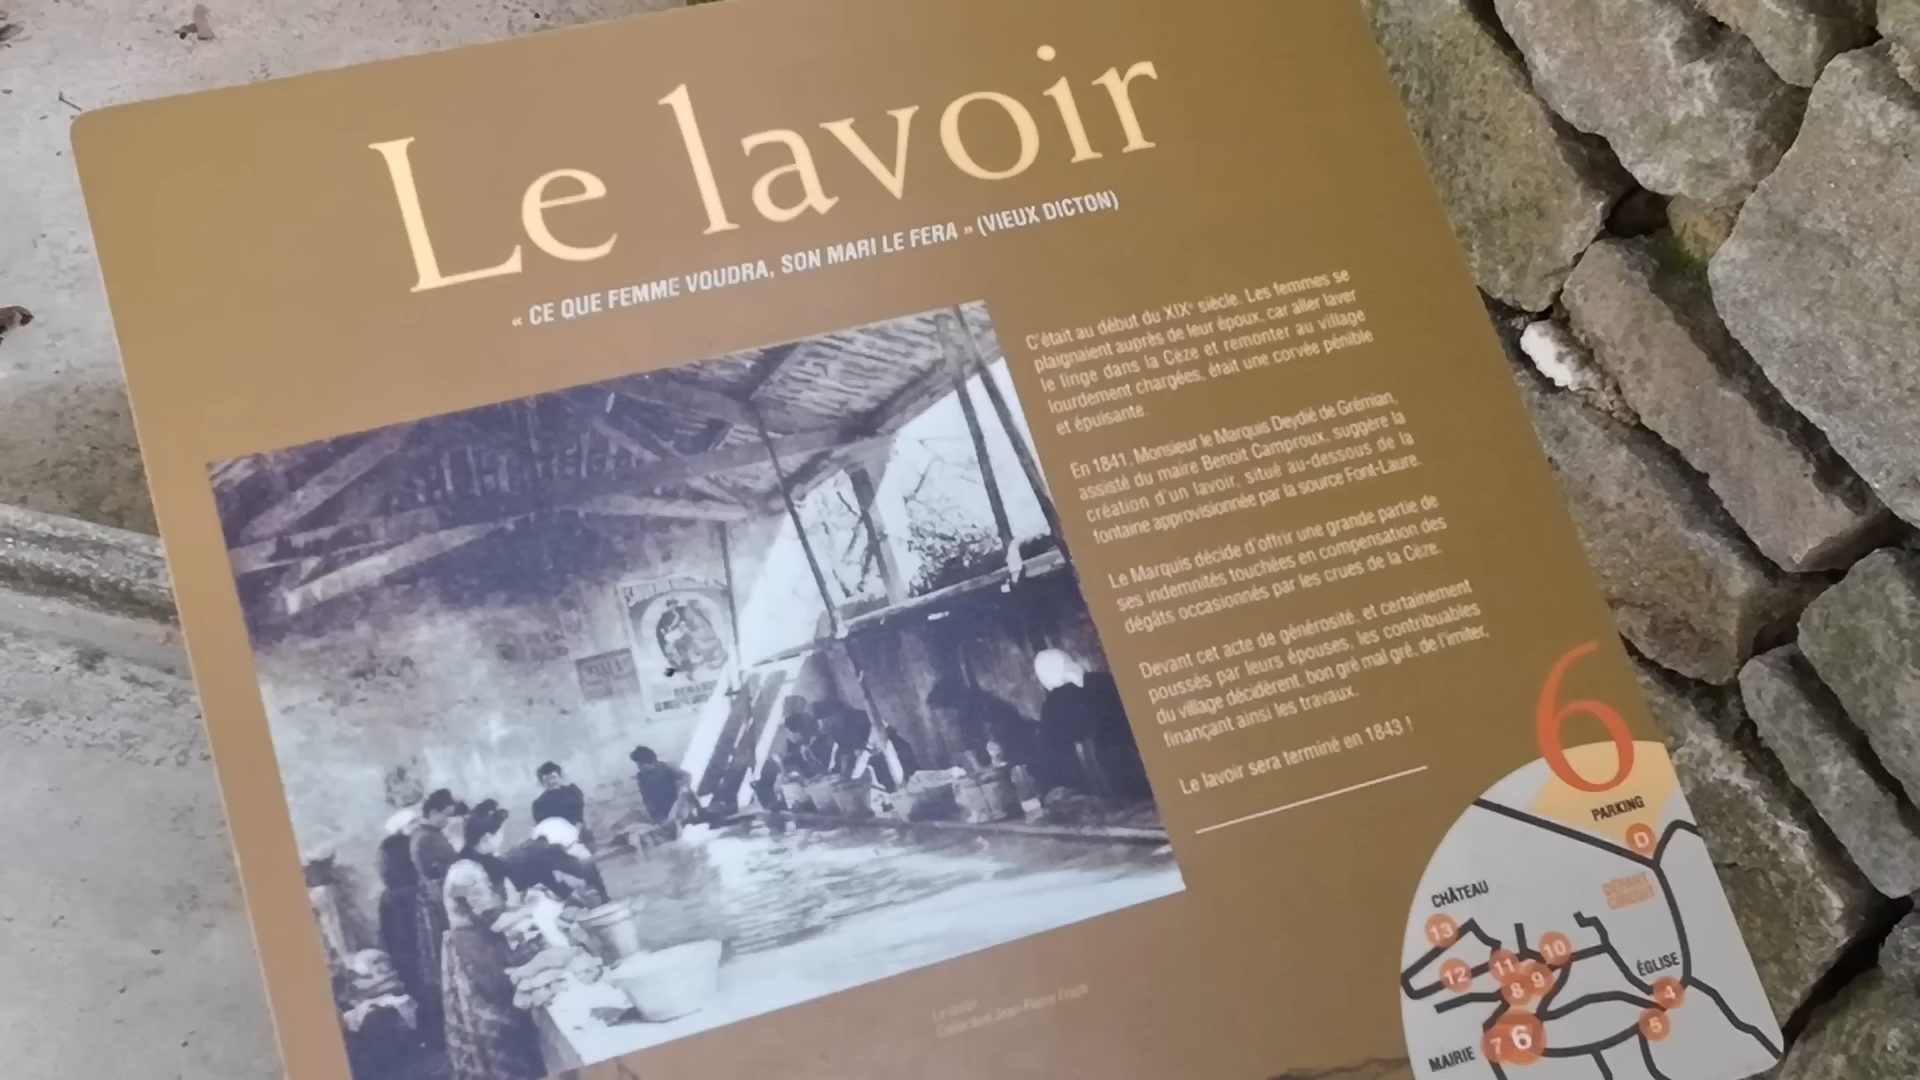 Le lavoir
« CE QUE FEMME VOUDRA, SON MARI LE FERA » (VIEUX DICTON)
C'était au début du XIXe siècle. Les femmes se
plaignaient auprès de leur époux, car aller laver
le linge dans la Cèze et remonter au village
lourdement chargées, était une corvée pénible
et épuisante.
En 1841, Monsieur le Marquis Deydié de Grémian,
assisté du maire Benoit Camproux, suggère la
création d'un lavoir, situé au-dessous de la
fontaine approvisionnée par la source Font-Laure.
Le Marquis décide d'offrir une grande partie de
ses indemnités touchées en compensation des
dégâts occasionnés par les crues de la Cèze.
Devant cet acte de générosité, et certainement
poussés par leurs épouses, les contribuables
du village décidèrent, bon gré mal gré, de l'imiter,
finançant ainsi les travaux.
Le lavoir sera terminé en 1843 !
Le lavoir
Collection Jean-Pierre
6
PARKING
D
DÉPART
CIRCUIT
CHÂTEAU
13
12
11
10
9
8
ÉGLISE
4
5
7
6
MAIRIE